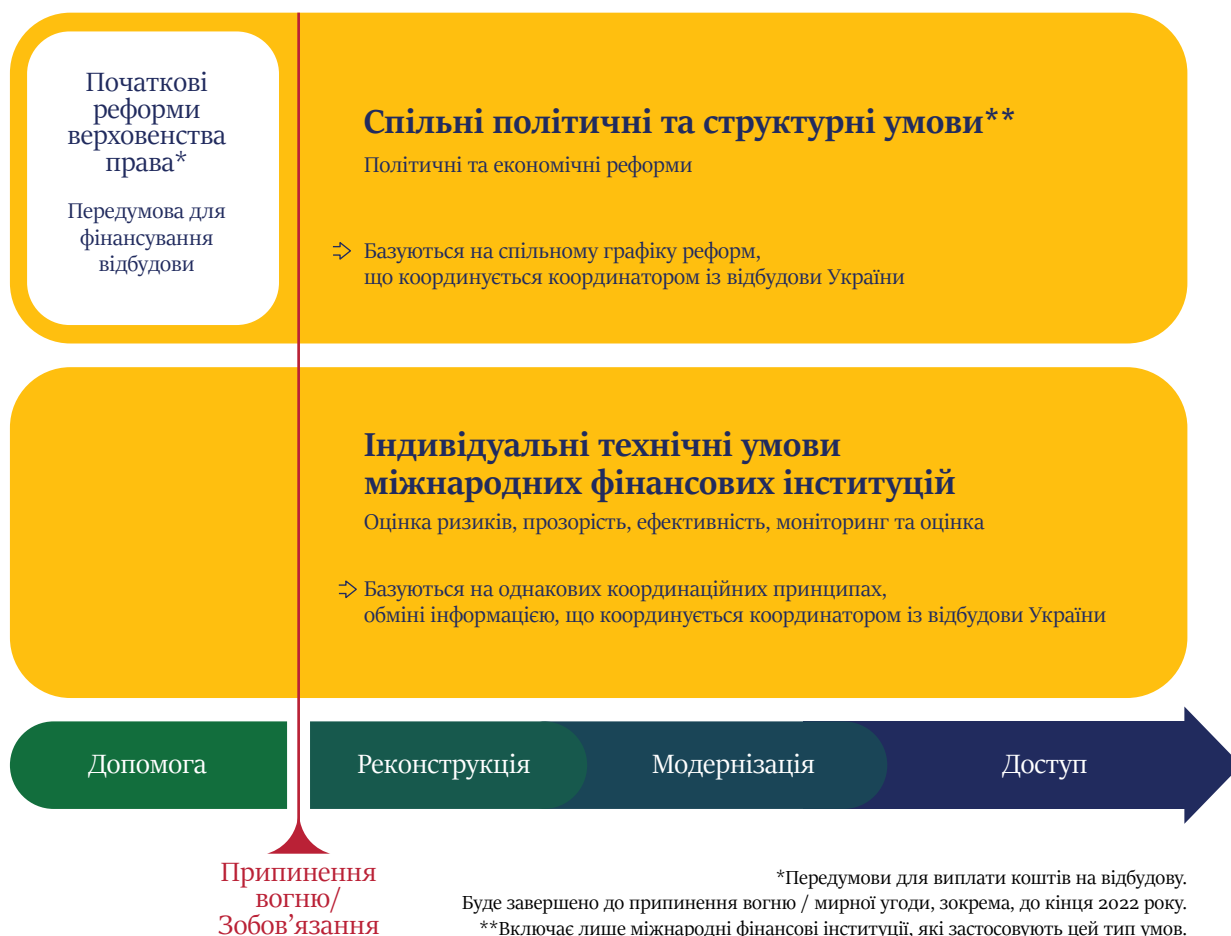 Початкові
реформи
верховенства
права*
Передумова для
фінансування
відбудови
Спільні політичні та структурні умови**
Політичні та економічні реформи
⇨ Базуються на спільному графіку реформ,
що координується координатором із відбудови України
Індивідуальні технічні умови
міжнародних фінансових інституцій
Оцінка ризиків, прозорість, ефективність, моніторинг та оцінка
⇨ Базуються на однакових координаційних принципах,
обміні інформацією, що координується координатором із відбудови України
Допомога
Реконструкція
Модернізація
Доступ
Припинення
вогню/
Зобов’язання
*Передумови для виплати коштів на відбудову.
Буде завершено до припинення вогню / мирної угоди, зокрема, до кінця 2022 року.
**Включає лише міжнародні фінансові інституції, які застосовують цей тип умов.